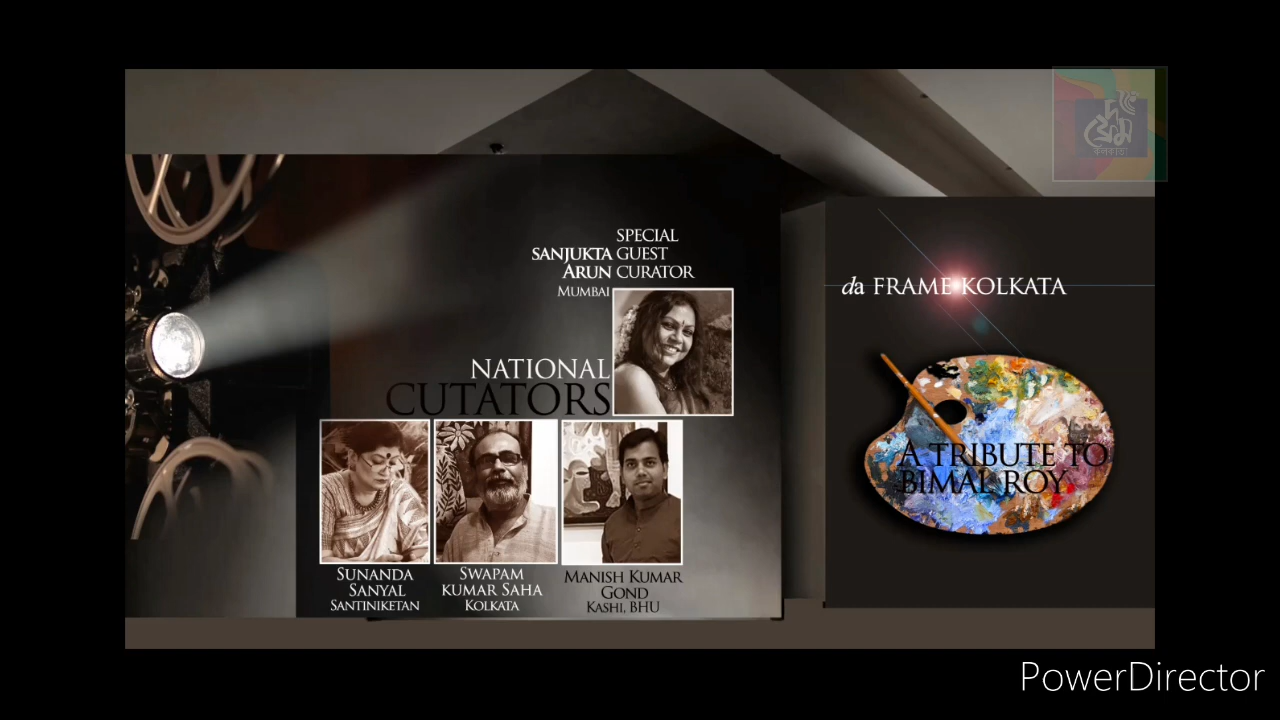 SPECIAL
SANJUKTA GUEST
ARUN CURATOR
MUMBAI
NATIONAL
CUTATORS
SUNANDA
SANYAL
SANTINIKETAN
SWAPAM
KUMAR SAHA
KOLKATA
MANISH KUMAR
GOND
KASHI, BHU
দ্য
ফ্রেম
কলকাতা
da FRAME KOLKATA
A TRIBUTE TO
BIMAL ROY
PowerDirector